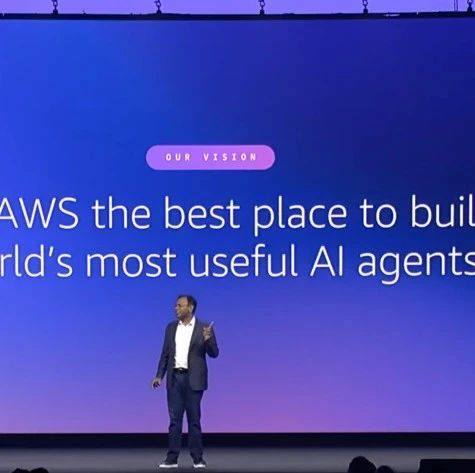 OUR VISION
AWS the best place to buil
rld's most useful AI agents